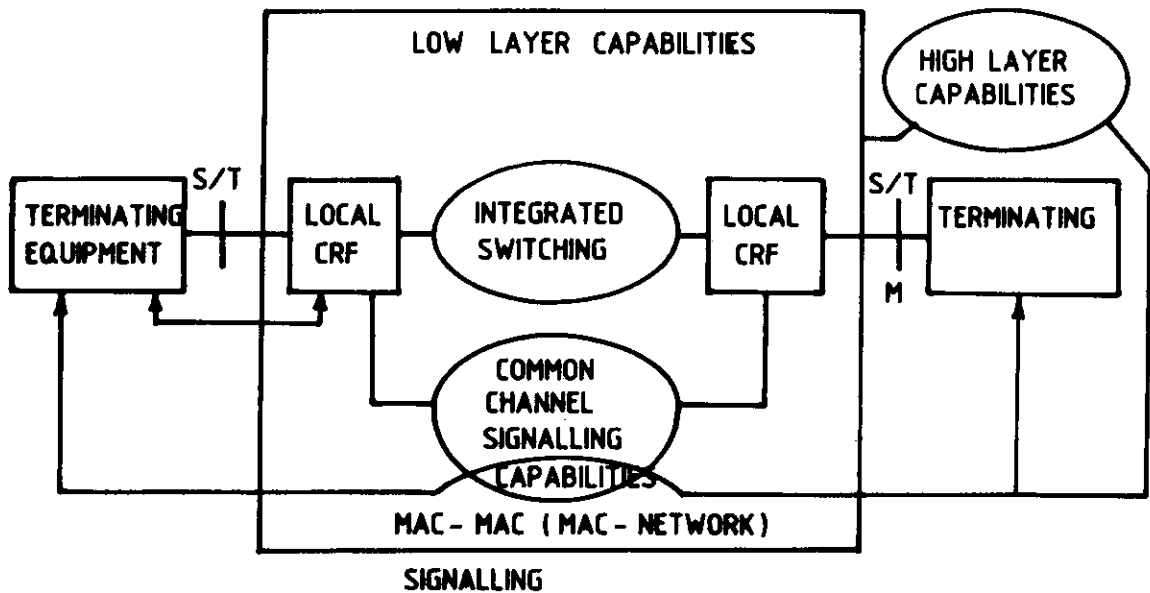 LOW LAYER CAPABILITIES
HIGH LAYER
CAPABILITIES
S/T
TERMINATING
EQUIPMENT
LOCAL
CRF
INTEGRATED
SWITCHING
LOCAL
CRF
S/T
M
TERMINATING
COMMON
CHANNEL
SIGNALLING
CAPABILITIES
MAC - MAC (MAC - NETWORK)
SIGNALLING